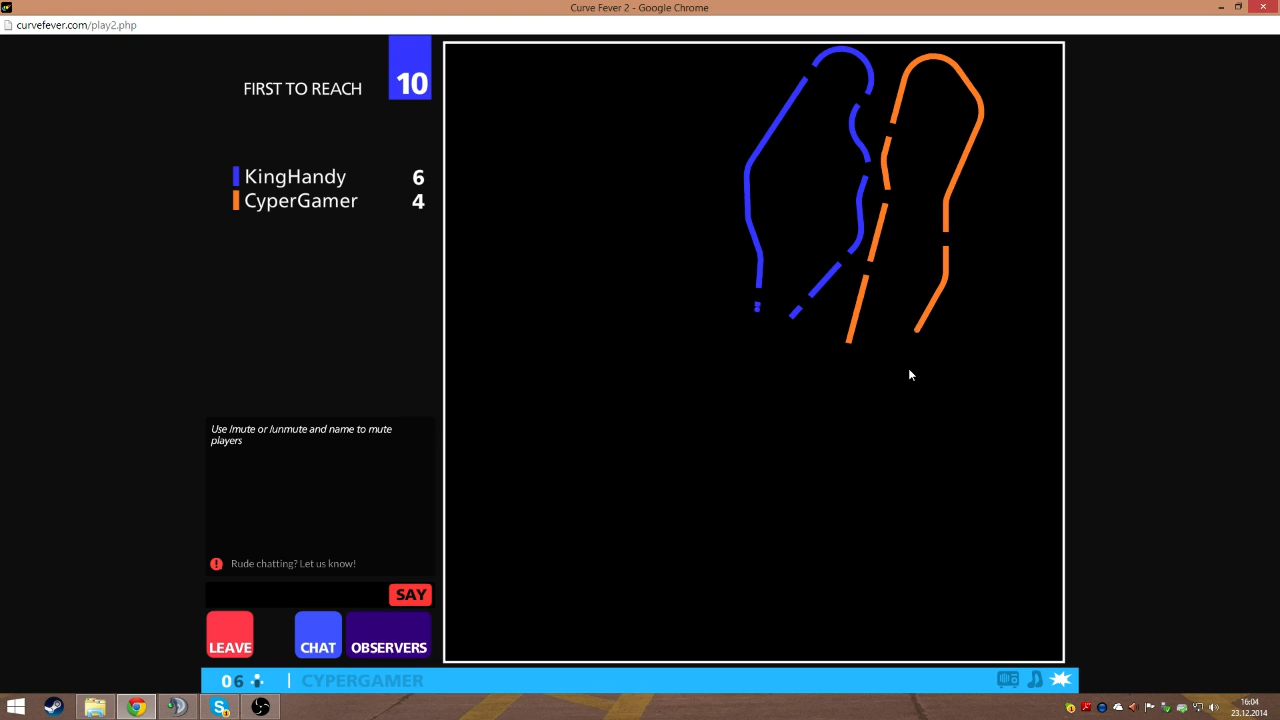 Curve Fever 2 - Google Chrome
curvefever.com/play2.php
FIRST TO REACH 10
KingHandy 6
CyperGamer 4
Use /mute or /unmute and name to mute
players
Rude chatting? Let us know!
SAY
LEAVE CHAT OBSERVERS
06 CYPERGAMER
16:04
23.12.2014